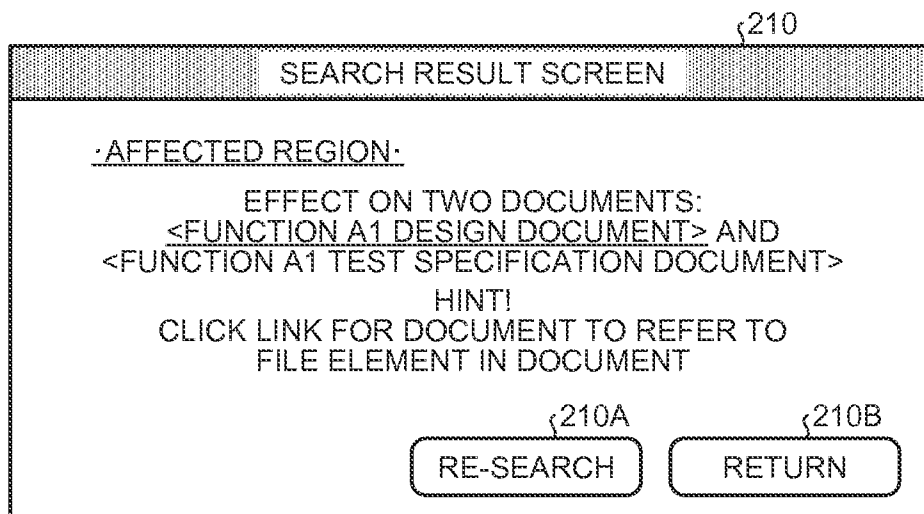 210
SEARCH RESULT SCREEN
·AFFECTED REGION·
EFFECT ON TWO DOCUMENTS:
<FUNCTION A1 DESIGN DOCUMENT> AND
<FUNCTION A1 TEST SPECIFICATION DOCUMENT>
HINT!
CLICK LINK FOR DOCUMENT TO REFER TO
FILE ELEMENT IN DOCUMENT
210A 210B
RE-SEARCH RETURN